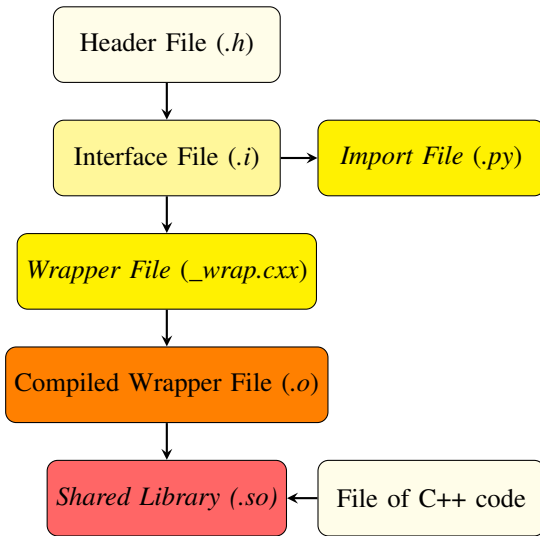 Header File (.h)
Interface File (.i)
Import File (.py)
Wrapper File (_wrap.cxx)
Compiled Wrapper File (.o)
Shared Library (.so)
File of C++ code